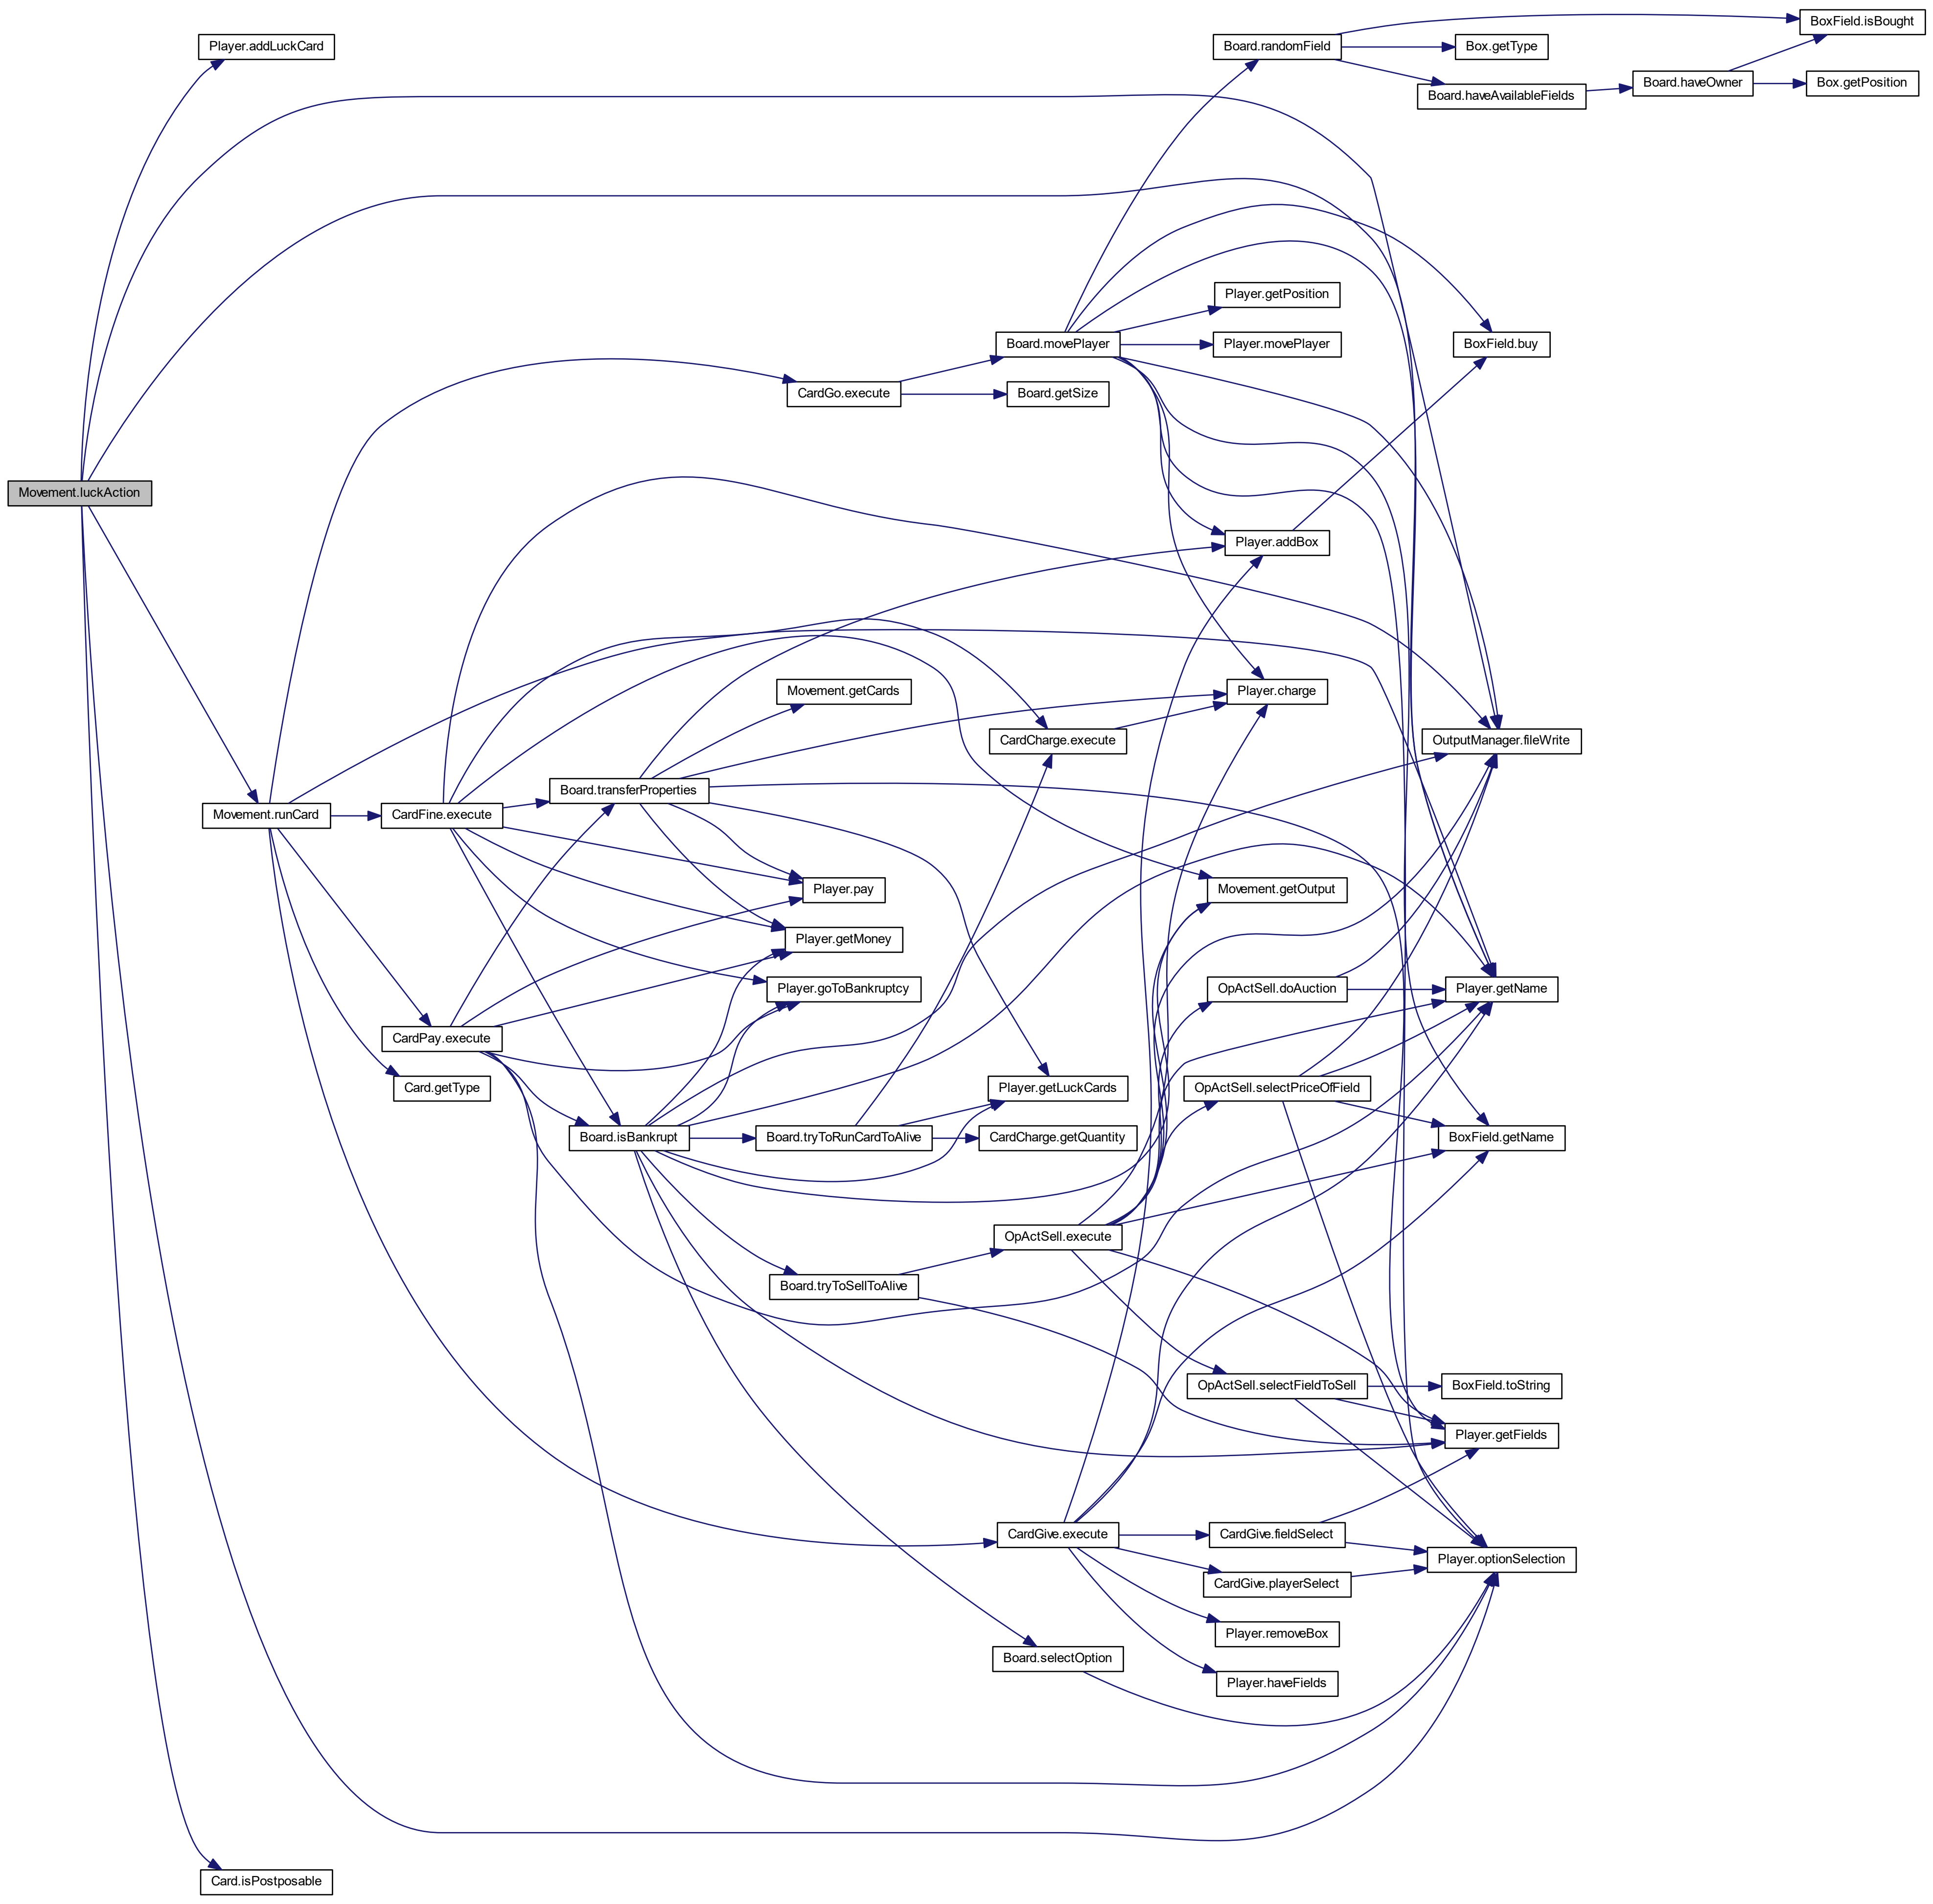 BoxField.isBought
Player.addLuckCard
Board.randomField
Box.getType
Board.haveOwner
Box.getPosition
Board.haveAvailableFields
Player.getPosition
Board.movePlayer
Player.movePlayer
BoxField.buy
CardGo.execute
Board.getSize
Movement.luckAction
Player.addBox
Movement.getCards
Player.charge
CardCharge.execute
OutputManager.fileWrite
Board.transferProperties
Movement.runCard
CardFine.execute
Player.pay
Movement.getOutput
Player.getMoney
Player.goToBankruptcy
OpActSell.doAuction
Player.getName
CardPay.execute
Card.getType
Player.getLuckCards
OpActSell.selectPriceOfField
Board.isBankrupt
Board.tryToRunCardToAlive
CardCharge.getQuantity
BoxField.getName
OpActSell.execute
Board.tryToSellToAlive
OpActSell.selectFieldToSell
BoxField.toString
Player.getFields
CardGive.execute
CardGive.fieldSelect
Player.optionSelection
CardGive.playerSelect
Player.removeBox
Board.selectOption
Player.haveFields
Card.isPostposable